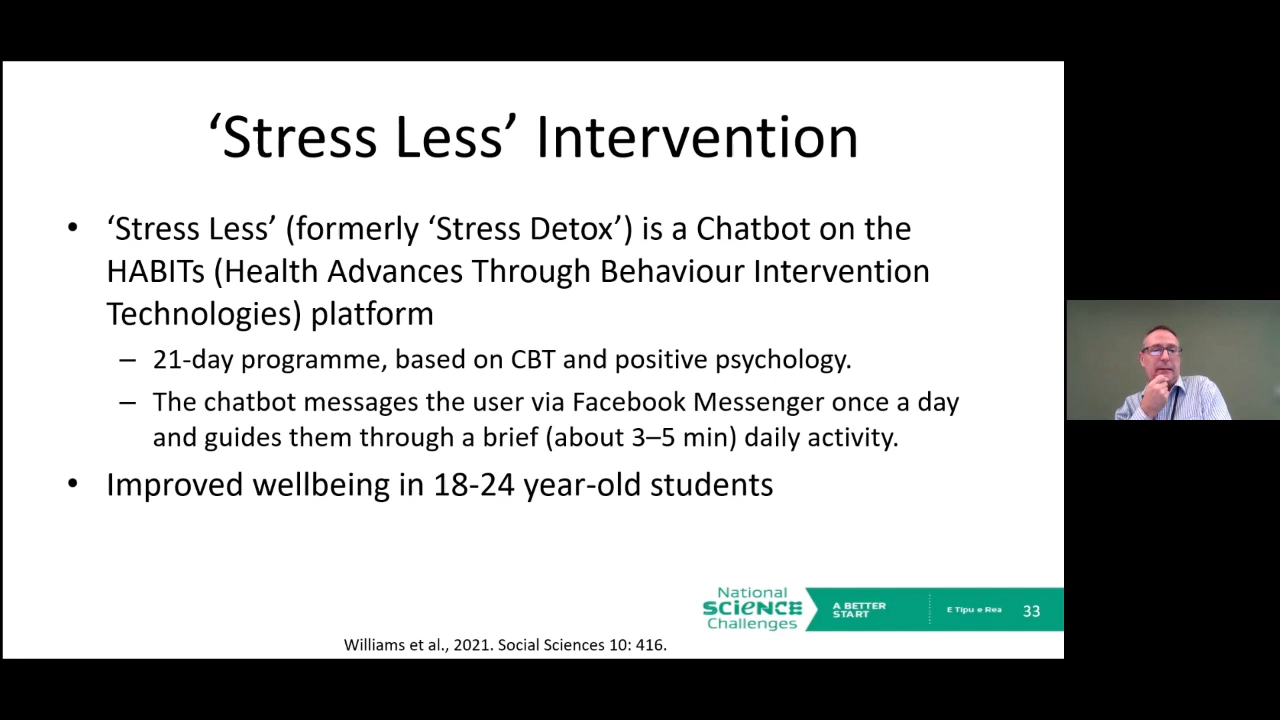 ‘Stress Less’ Intervention
• ‘Stress Less’ (formerly ‘Stress Detox’) is a Chatbot on the
HABITs (Health Advances Through Behaviour Intervention
Technologies) platform
– 21-day programme, based on CBT and positive psychology.
– The chatbot messages the user via Facebook Messenger once a day
and guides them through a brief (about 3–5 min) daily activity.
• Improved wellbeing in 18-24 year-old students
National
SCiENCE
Challenges
A BETTER
START
E Tipu e Rea
33
Williams et al., 2021. Social Sciences 10: 416.